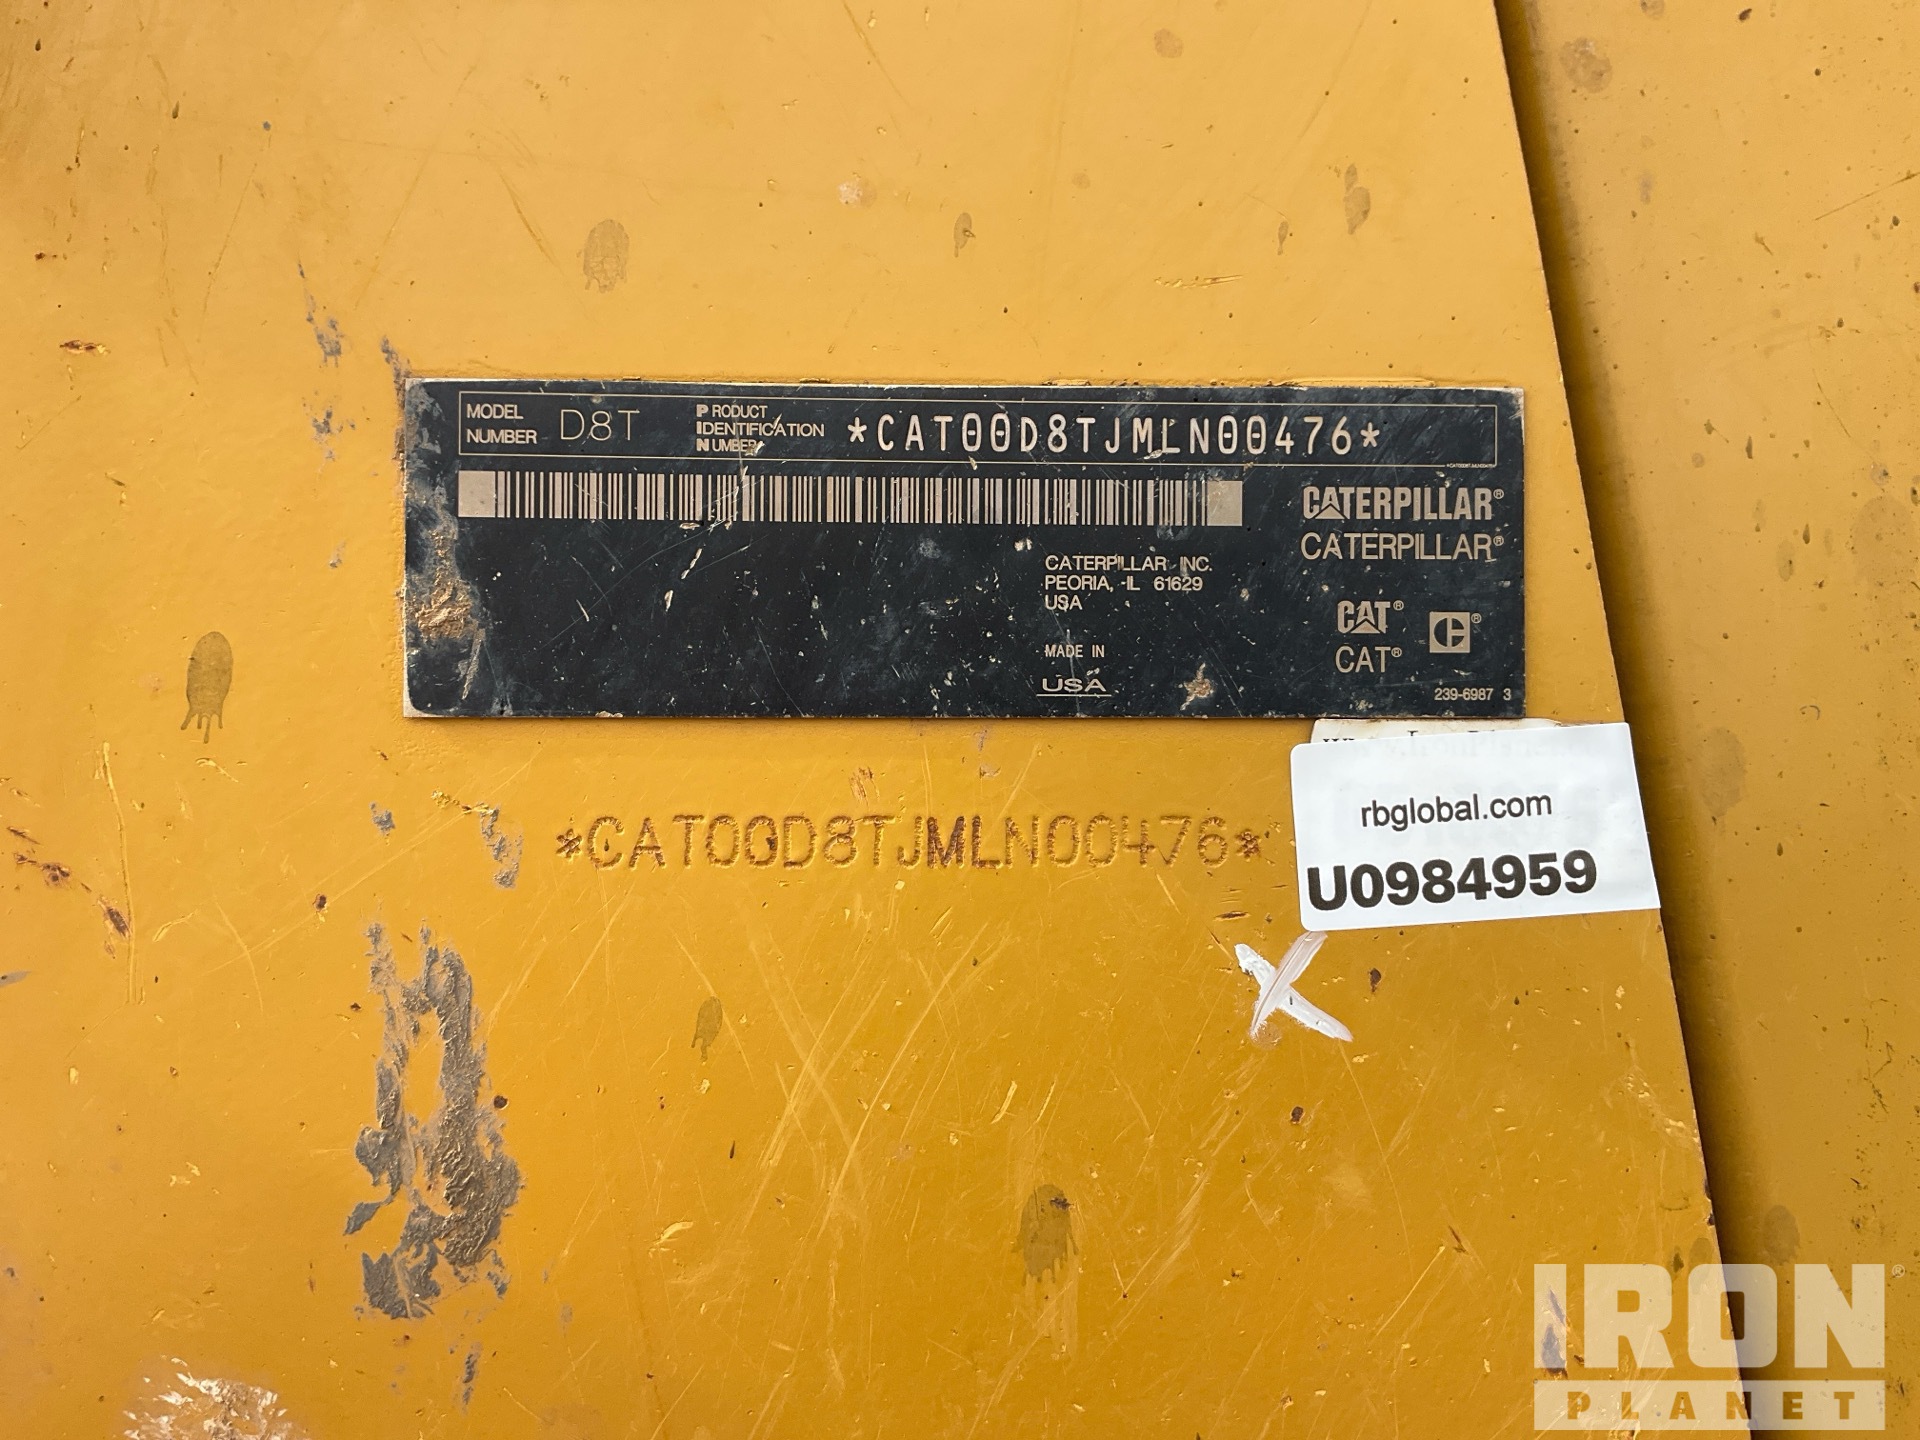 MODEL NUMBER D8T PRODUCT IDENTIFICATION NUMBER *CAT00D8TJMLN00476*
*CAT00D8TJMLN00476*
CATERPILLAR®
CATERPILLAR®
CATERPILLAR INC.
PEORIA, IL 61629
USA
CAT®
CAT®
MADE IN
USA
239-6987 3
rbglobal.com
U0984959
*CAT00D8TJMLN00476*
IRON
PLANET